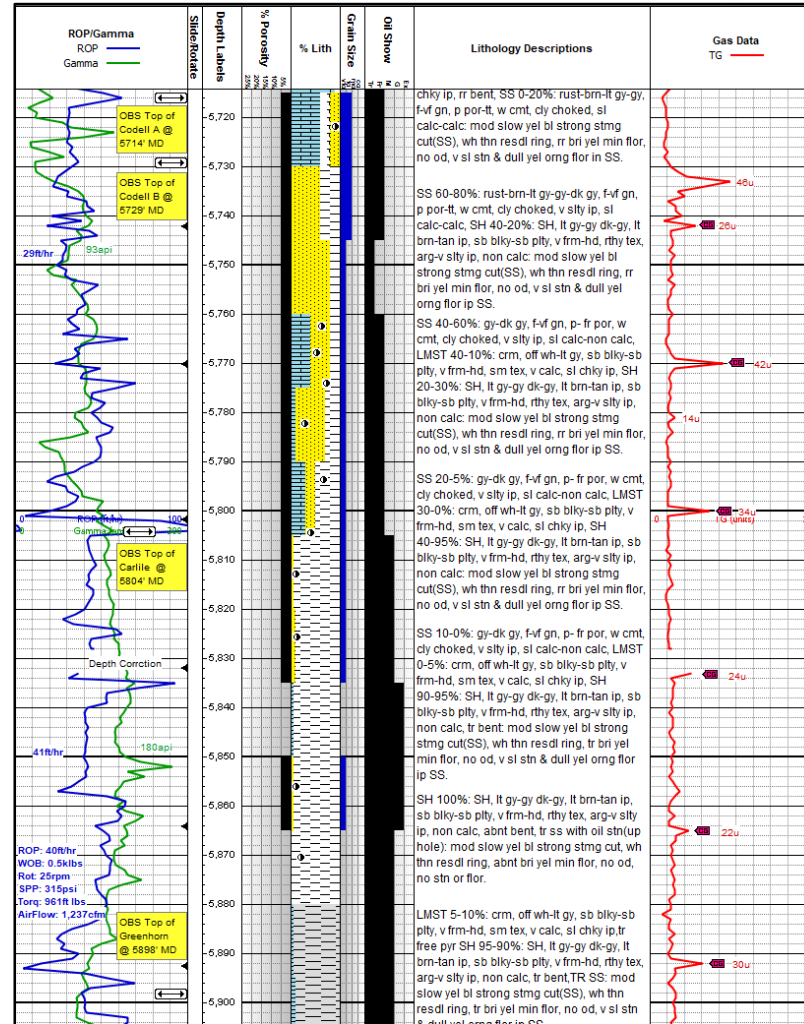 ROP/Gamma
ROP
Gamma
Slide/Rotate
Depth Labels
% Porosity
25%
20%
15%
10%
5%
% Lith
Grain Size
Oil Show
Tr
Fr
M
G
Ex
Lithology Descriptions
Gas Data
TG
OBS Top of
Codell A @
5714' MD
OBS Top of
Codell B @
5729' MD
93api
29ft/hr
0
ROP(ft/hr)
100
0
200
OBS Top of
Carlile @
5804' MD
Depth Corrction
180api
41ft/hr
ROP: 40ft/hr
WOB: 0.5klbs
Rot: 25rpm
SPP: 315psi
Torq: 961ft lbs
AirFlow: 1,237cfm
OBS Top of
Greenhorn
@ 5898' MD
5,720
5,730
5,740
5,750
5,760
5,770
5,780
5,790
5,800
5,810
5,820
5,830
5,840
5,850
5,860
5,870
5,880
5,890
5,900
chky ip, rr bent, SS 0-20%: rust-brn-lt gy-gy,
f-vf gn, p por-tt, w cmt, cly choked, sl
calc-calc: mod slow yel bl strong stmg
cut(SS), wh thn resdl ring, rr bri yel min flor,
no od, v sl stn & dull yel orng flor in SS.
SS 60-80%: rust-brn-lt gy-gy-dk gy, f-vf gn,
p por-tt, w cmt, cly choked, v slty ip, sl
calc-calc, SH 40-20%: SH, lt gy-gy dk-gy, lt
brn-tan ip, sb blky-sb plty, v frm-hd, rthy tex,
arg-v slty ip, non calc: mod slow yel bl
strong stmg cut(SS), wh thn resdl ring, rr
bri yel min flor, no od, v sl stn & dull yel
orng flor ip SS.
SS 40-60%: gy-dk gy, f-vf gn, p- fr por, w
cmt, cly choked, v slty ip, sl calc-non calc,
LMST 40-10%: crm, off wh-lt gy, sb blky-sb
plty, v frm-hd, sm tex, v calc, sl chky ip, SH
20-30%: SH, lt gy-gy dk-gy, lt brn-tan ip, sb
blky-sb plty, v frm-hd, rthy tex, arg-v slty ip,
non calc: mod slow yel bl strong stmg
cut(SS), wh thn resdl ring, rr bri yel min flor,
no od, v sl stn & dull yel orng flor ip SS.
SS 20-5%: gy-dk gy, f-vf gn, p- fr por, w cmt,
cly choked, v slty ip, sl calc-non calc, LMST
30-0%: crm, off wh-lt gy, sb blky-sb plty, v
frm-hd, sm tex, v calc, sl chky ip, SH
40-95%: SH, lt gy-gy dk-gy, lt brn-tan ip, sb
blky-sb plty, v frm-hd, rthy tex, arg-v slty ip,
non calc: mod slow yel bl strong stmg
cut(SS), wh thn resdl ring, rr bri yel min flor,
no od, v sl stn & dull yel orng flor ip SS.
SS 10-0%: gy-dk gy, f-vf gn, p- fr por, w cmt,
cly choked, v slty ip, sl calc-non calc, LMST
0-5%: crm, off wh-lt gy, sb blky-sb plty, v
frm-hd, sm tex, v calc, sl chky ip, SH
90-95%: SH, lt gy-gy dk-gy, lt brn-tan ip, sb
blky-sb plty, v frm-hd, rthy tex, arg-v slty ip,
non calc, tr bent: mod slow yel bl strong
stmg cut(SS), wh thn resdl ring, tr bri yel
min flor, no od, v sl stn & dull yel orng flor
ip SS.
SH 100%: SH, lt gy-gy dk-gy, lt brn-tan ip,
sb blky-sb plty, v frm-hd, rthy tex, arg-v slty
ip, non calc, abnt bent, tr ss with oil stn(up
hole): mod slow yel bl strong stmg cut, wh
thn resdl ring, abnt bri yel min flor, no od,
no stn or flor.
LMST 5-10%: crm, off wh-lt gy, sb blky-sb
plty, v frm-hd, sm tex, v calc, sl chky ip,tr
free pyr SH 95-90%: SH, lt gy-gy dk-gy, lt
brn-tan ip, sb blky-sb plty, v frm-hd, rthy tex,
arg-v slty ip, non calc, tr bent,TR SS: mod
slow yel bl strong stmg cut(SS), wh thn
resdl ring, tr bri yel min flor, no od, v sl stn
& dull yel orng flor ip SS.
46u
CG 26u
CG 42u
14u
CG 34u
0 TG (units)
CG 24u
CG 22u
CG 30u